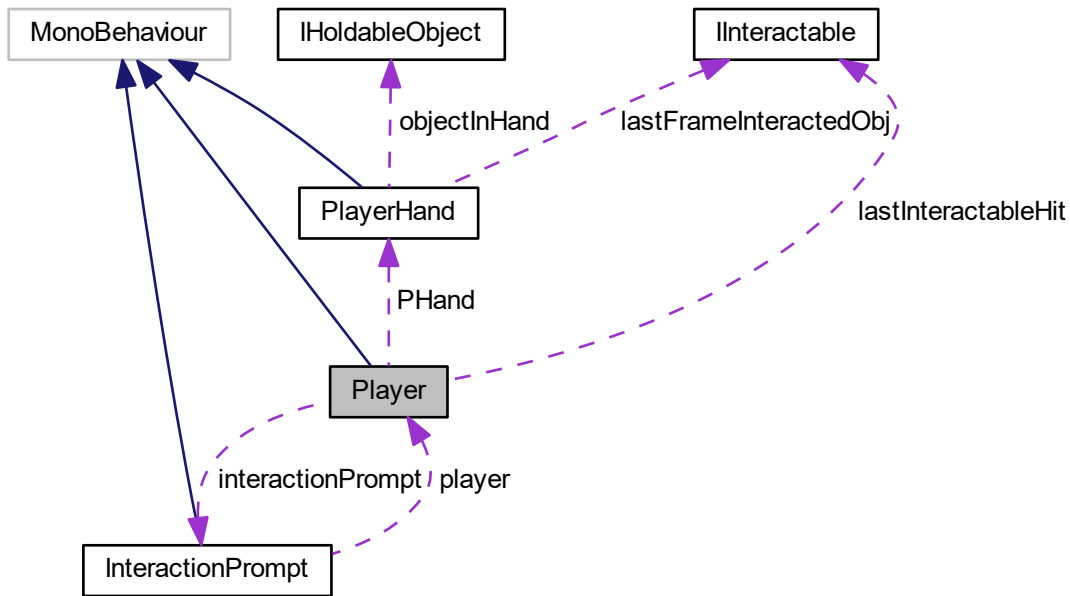 MonoBehaviour
IHoldableObject
IInteractable
objectInHand
lastFrameInteractedObj
PlayerHand
lastInteractableHit
PHand
Player
interactionPrompt
player
InteractionPrompt